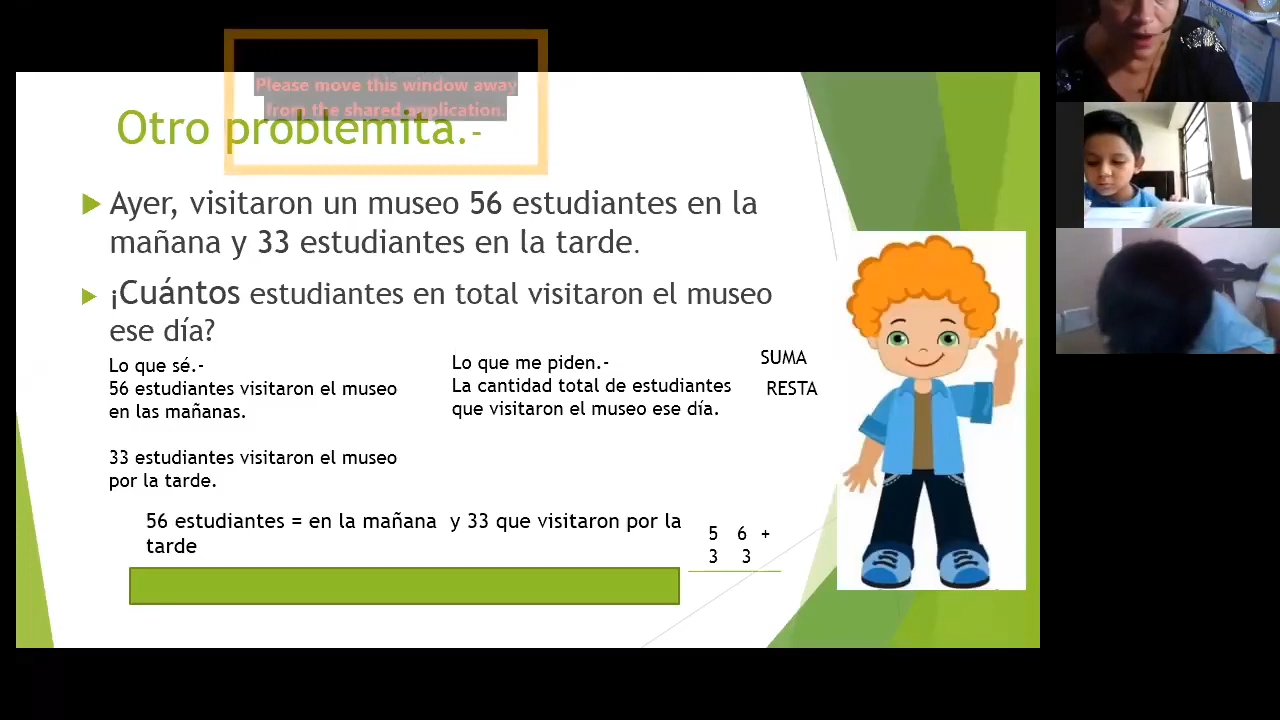 Please move this window away
from the shared application.
Otro problemita.-
Ayer, visitaron un museo 56 estudiantes en la
mañana y 33 estudiantes en la tarde.
¡Cuántos estudiantes en total visitaron el museo
ese día?
Lo que sé.-
56 estudiantes visitaron el museo
en las mañanas.
33 estudiantes visitaron el museo
por la tarde.
Lo que me piden.-
La cantidad total de estudiantes
que visitaron el museo ese día.
SUMA
RESTA
56 estudiantes = en la mañana y 33 que visitaron por la
tarde
5 6 +
3 3